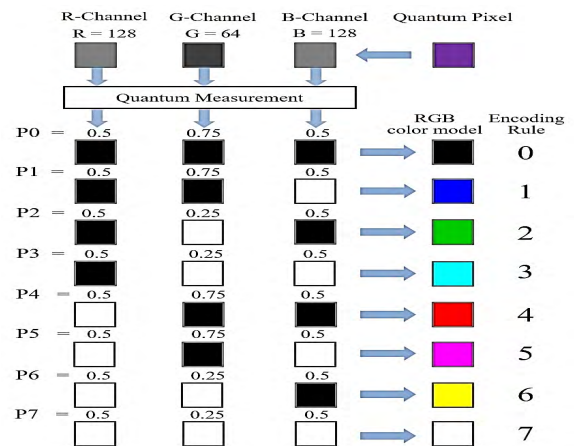 R-Channel G-Channel B-Channel Quantum Pixel
R = 128 G = 64 B = 128
Quantum Measurement
RGB color model Encoding Rule
P0 = 0.5 0.75 0.5
0
P1 = 0.5 0.75 0.5
1
P2 = 0.5 0.25 0.5
2
P3 = 0.5 0.25 0.5
3
P4 = 0.5 0.75 0.5
4
P5 = 0.5 0.75 0.5
5
P6 = 0.5 0.25 0.5
6
P7 = 0.5 0.25 0.5
7